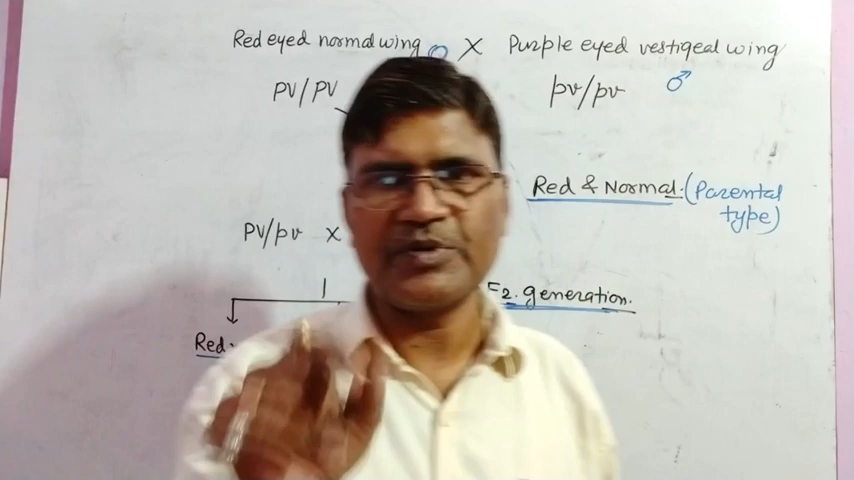 Red eyed normal wing ♀ X Purple eyed vestigeal wing
PV/PV pv/pv ♂
Red & Normal. (Parental
type)
PV/pv X
F2. generation.
Red